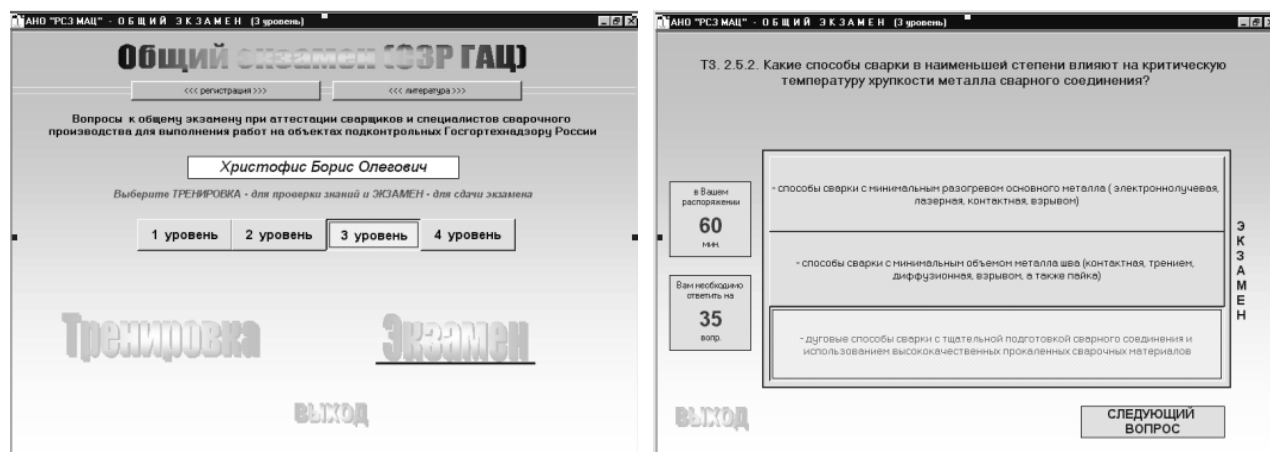 АНО "РСЗ МАЦ" - О Б Щ И Й Э К З А М Е Н (3 уровень)
Общий экзамен (СЗР ГАЦ)
<<< регистрация >>>
<<< литература >>>
Вопросы к общему экзамену при аттестации сварщиков и специалистов сварочного
производства для выполнения работ на объектах подконтрольных Госгортехнадзору России
Христофис Борис Олегович
Выберите ТРЕНИРОВКА - для проверки знаний и ЭКЗАМЕН - для сдачи экзамена
1 уровень
2 уровень
3 уровень
4 уровень
Тренировка
Экзамен
ВЫХОД
АНО "РСЗ МАЦ" - О Б Щ И Й Э К З А М Е Н (3 уровень)
Т3. 2.5.2. Какие способы сварки в наименьшей степени влияют на критическую
температуру хрупкости металла сварного соединения?
в Вашем
распоряжении
60
мин.
Вам необходимо
ответить на
35
вопр.
- способы сварки с минимальным разогревом основного металла ( электроннолучевая,
лазерная, контактная, взрывом)
- способы сварки с минимальным объемом металла шва (контактная, трением,
диффузионная, взрывом, а также пайка)
- дуговые способы сварки с тщательной подготовкой сварного соединения и
использованием высококачественных прокаленных сварочных материалов
ЭКЗАМЕН
ВЫХОД
СЛЕДУЮЩИЙ
ВОПРОС